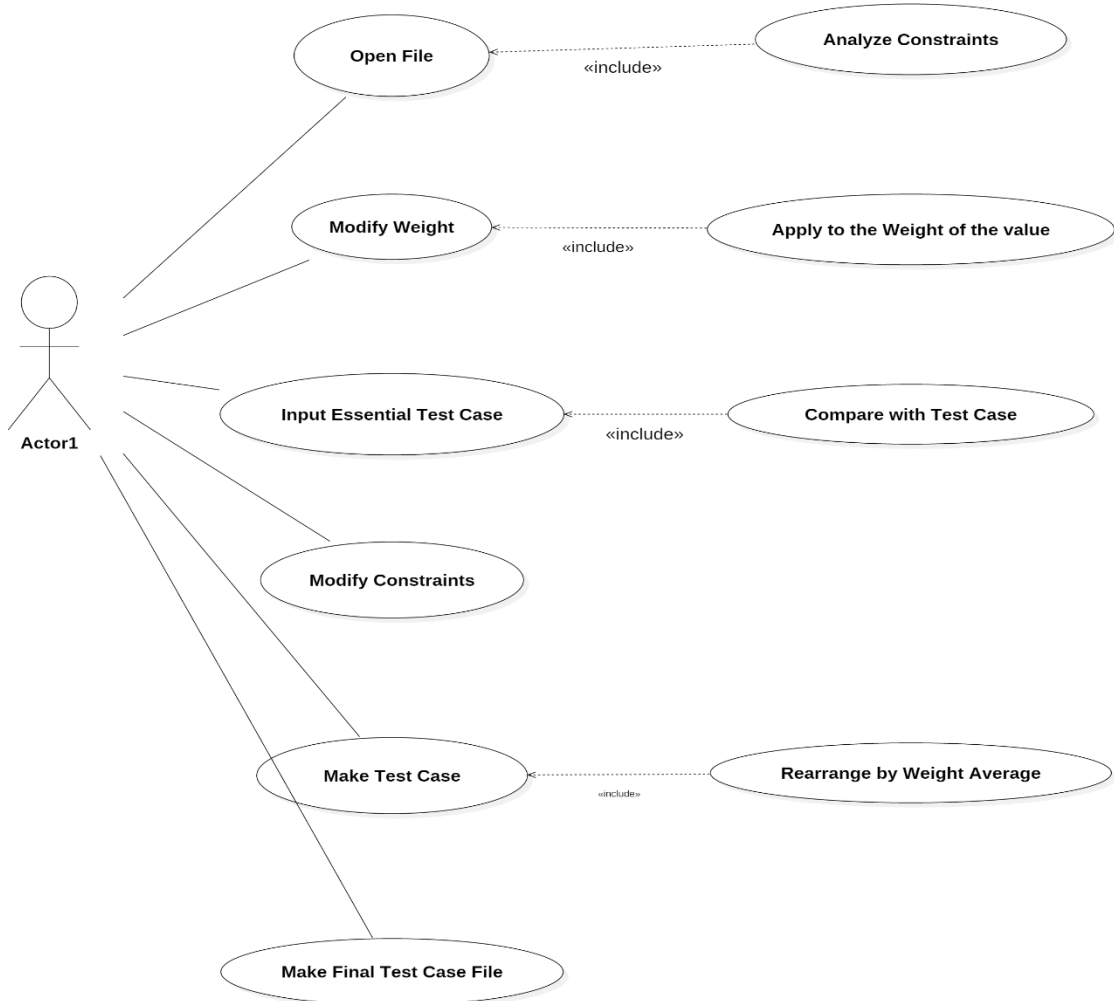 Open File
Analyze Constraints
«include»
Modify Weight
Apply to the Weight of the value
«include»
Actor1
Input Essential Test Case
Compare with Test Case
«include»
Modify Constraints
Make Test Case
Rearrange by Weight Average
«include»
Make Final Test Case File